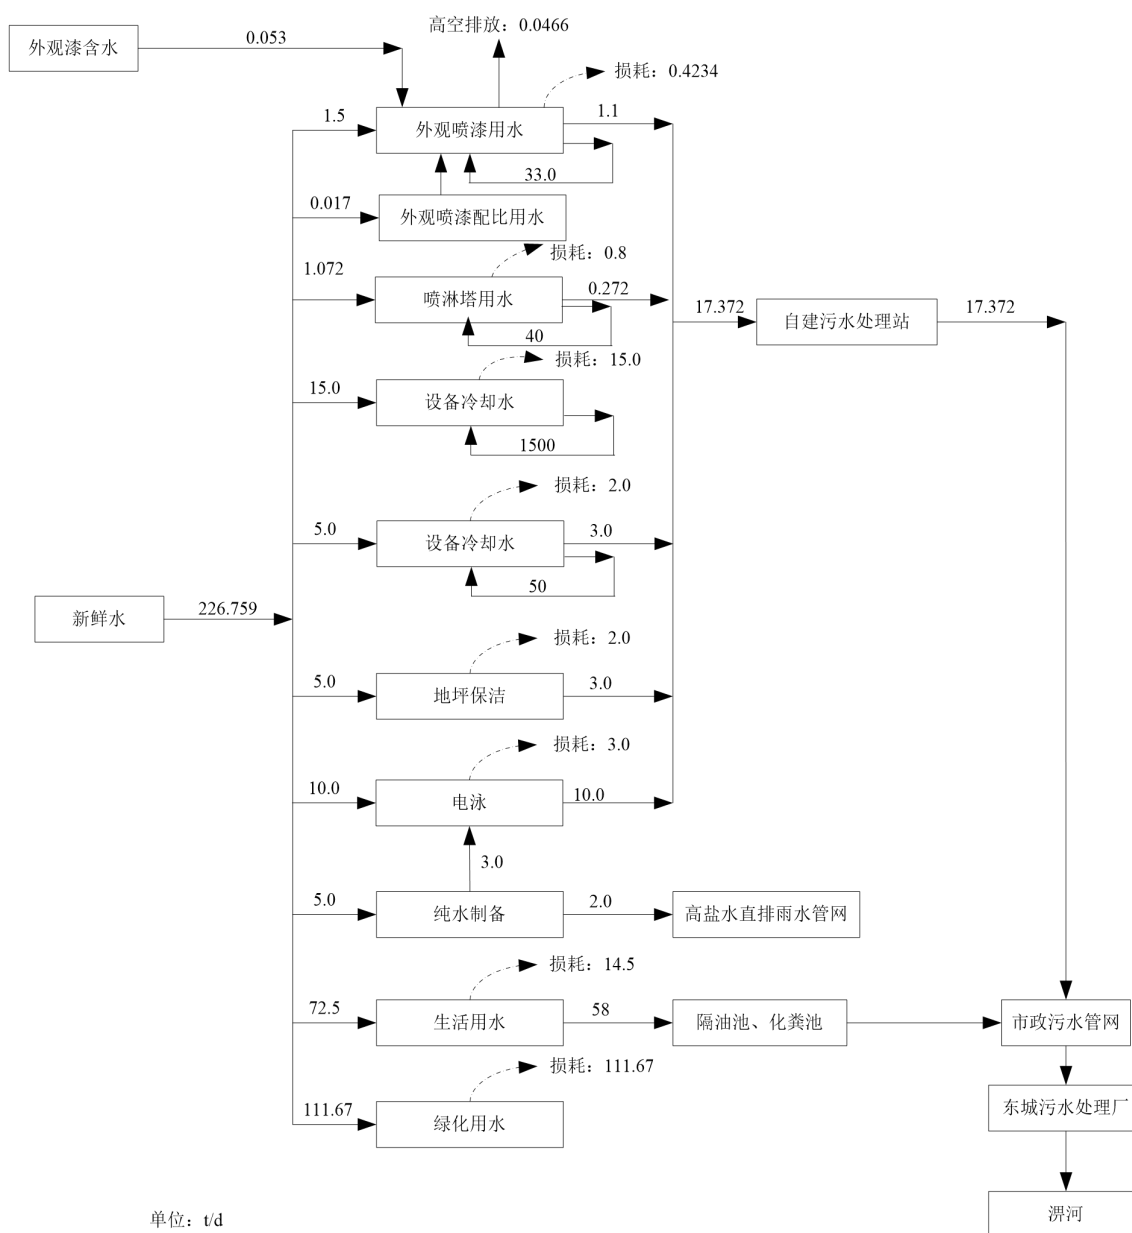 高空排放：0.0466
外观漆含水
0.053
损耗：0.4234
1.5
外观喷漆用水
1.1
33.0
0.017
外观喷漆配比用水
损耗：0.8
1.072
喷淋塔用水
0.272
40
17.372
自建污水处理站
17.372
损耗：15.0
15.0
设备冷却水
1500
损耗：2.0
5.0
设备冷却水
3.0
50
新鲜水
226.759
损耗：2.0
5.0
地坪保洁
3.0
损耗：3.0
10.0
电泳
10.0
3.0
5.0
纯水制备
2.0
高盐水直排雨水管网
损耗：14.5
72.5
生活用水
58
隔油池、化粪池
市政污水管网
损耗：111.67
111.67
绿化用水
东城污水处理厂
淠河
单位：t/d